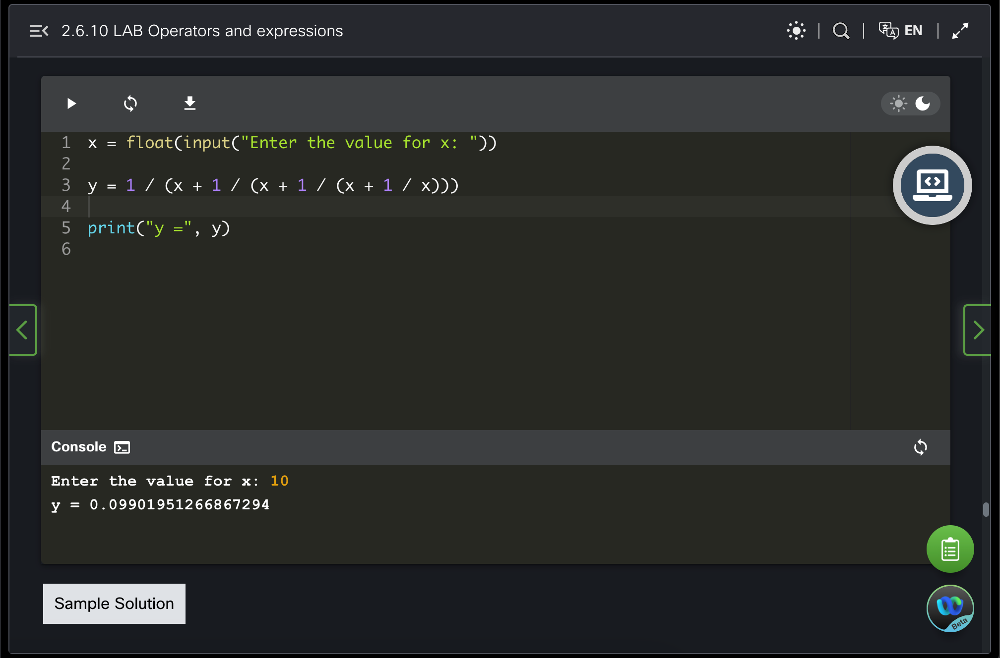 2.6.10 LAB Operators and expressions
EN
1 x = float(input("Enter the value for x: "))
2
3 y = 1 / (x + 1 / (x + 1 / (x + 1 / x)))
4
5 print("y =", y)
6
Console
Enter the value for x: 10
y = 0.09901951266867294
Sample Solution
Beta